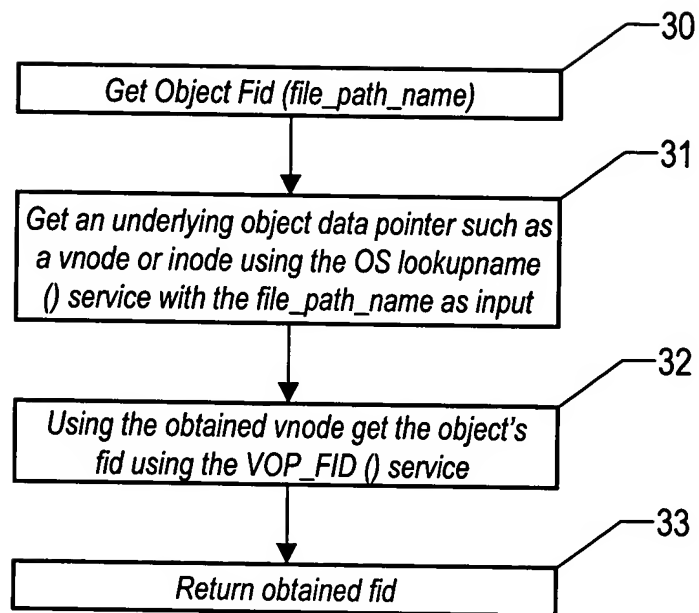 30
Get Object Fid (file_path_name)
31
Get an underlying object data pointer such as
a vnode or inode using the OS lookupname
() service with the file_path_name as input
32
Using the obtained vnode get the object's
fid using the VOP_FID () service
33
Return obtained fid